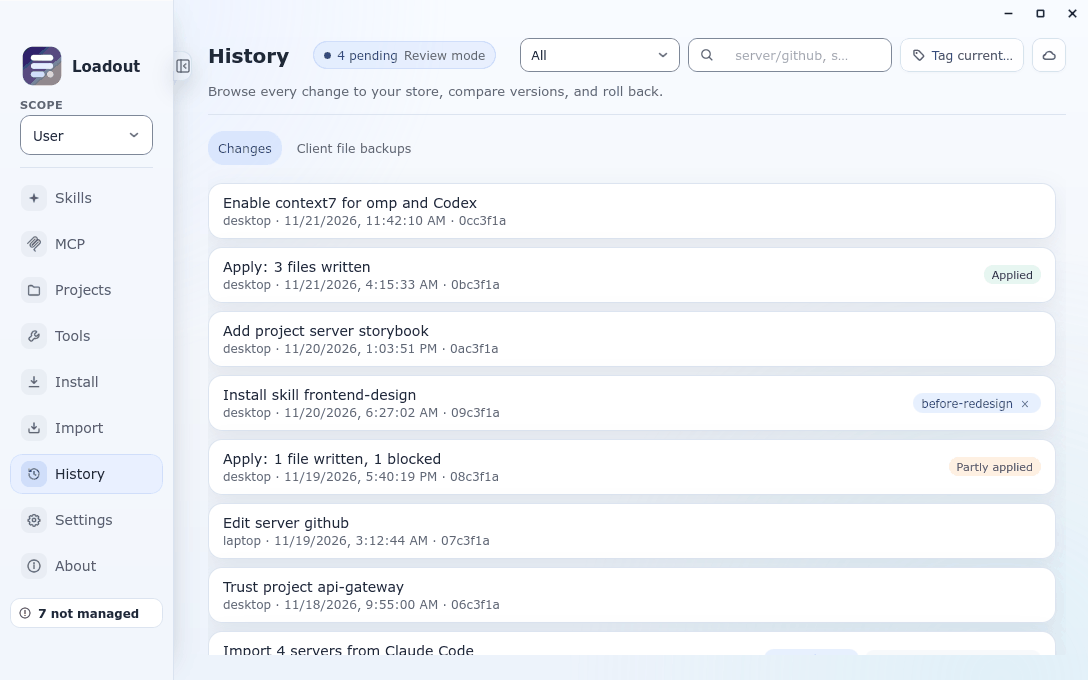 Loadout
SCOPE
User
Skills
MCP
Projects
Tools
Install
Import
History
Settings
About
7 not managed
History
4 pending Review mode
All
server/github, s...
Tag current...
Browse every change to your store, compare versions, and roll back.
Changes
Client file backups
Enable context7 for omp and Codex
desktop · 11/21/2026, 11:42:10 AM · 0cc3f1a
Apply: 3 files written
desktop · 11/21/2026, 4:15:33 AM · 0bc3f1a
Applied
Add project server storybook
desktop · 11/20/2026, 1:03:51 PM · 0ac3f1a
Install skill frontend-design
desktop · 11/20/2026, 6:27:02 AM · 09c3f1a
before-redesign ×
Apply: 1 file written, 1 blocked
desktop · 11/19/2026, 5:40:19 PM · 08c3f1a
Partly applied
Edit server github
laptop · 11/19/2026, 3:12:44 AM · 07c3f1a
Trust project api-gateway
desktop · 11/18/2026, 9:55:00 AM · 06c3f1a
Import 4 servers from Claude Code